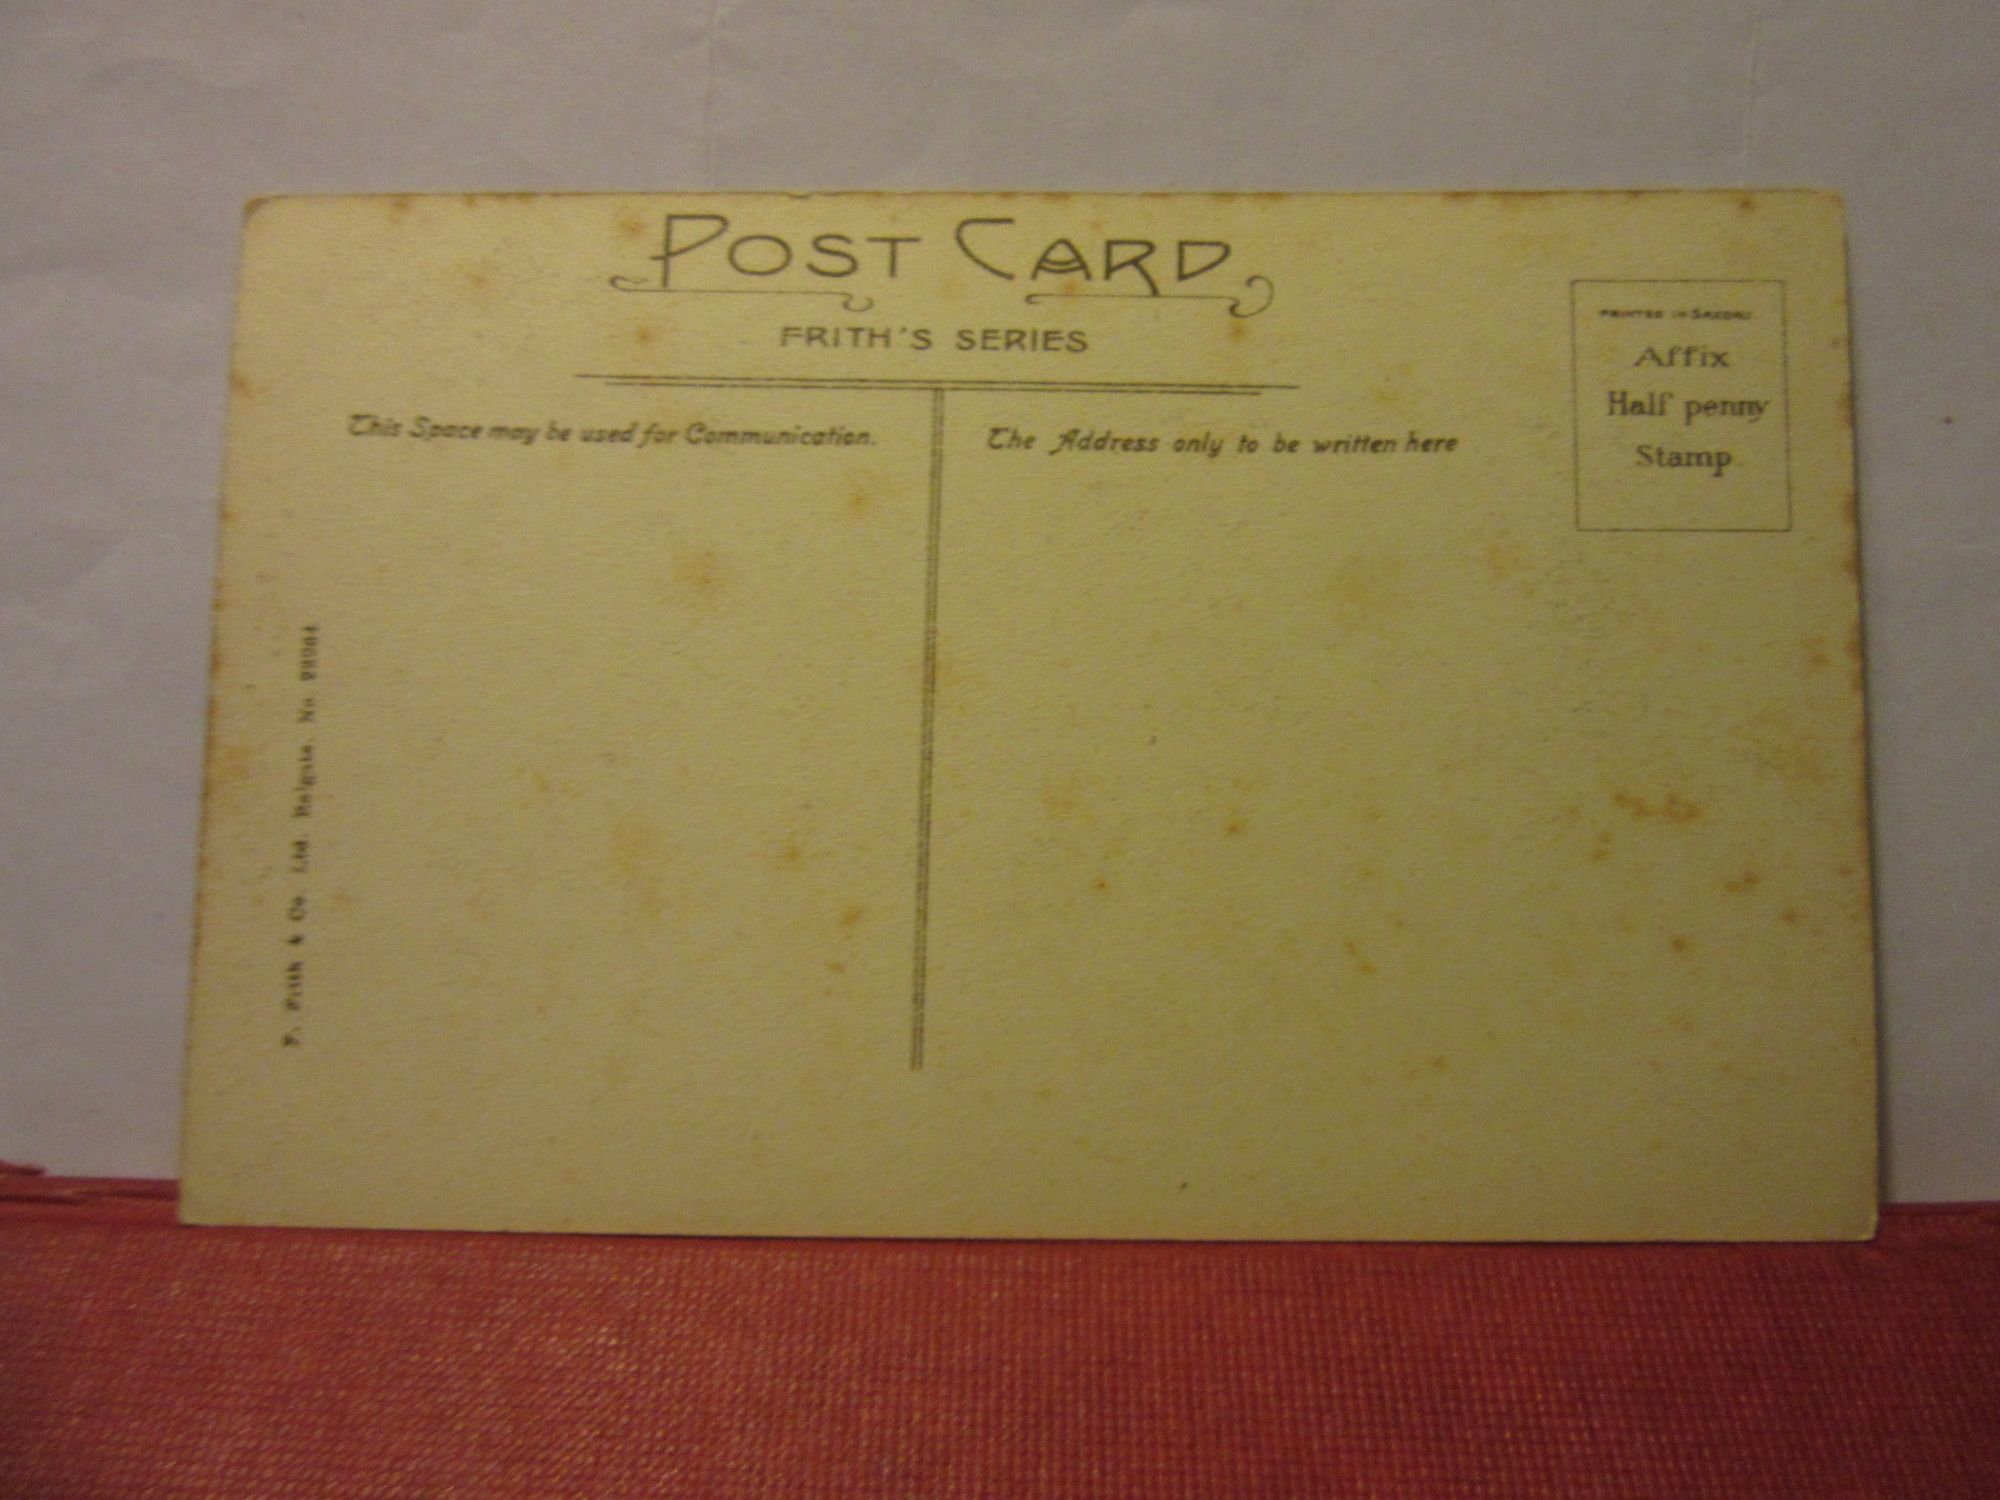 POST CARD
FRITH'S SERIES
This Space may be used for Communication.
The Address only to be written here
PRINTED IN SAXONY.
Affix
Half penny
Stamp
F. Frith & Co. Ltd. Reigate. No